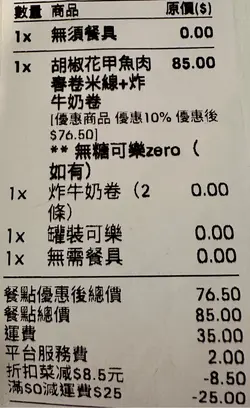 數量 商品 原價($)
1x 無須餐具 0.00
1x 胡椒花甲魚肉 85.00
春卷米線+炸
牛奶卷
[優惠商品 優惠10% 優惠後
$76.50]
** 無糖可樂zero（
如有）
1x 炸牛奶卷（2 0.00
條）
1x 罐裝可樂 0.00
1x 無需餐具 0.00
餐點優惠後總價 76.50
餐點總價 85.00
運費 35.00
平台服務費 2.00
折扣菜減$8.5元 -8.50
滿$0減運費$25 -25.00